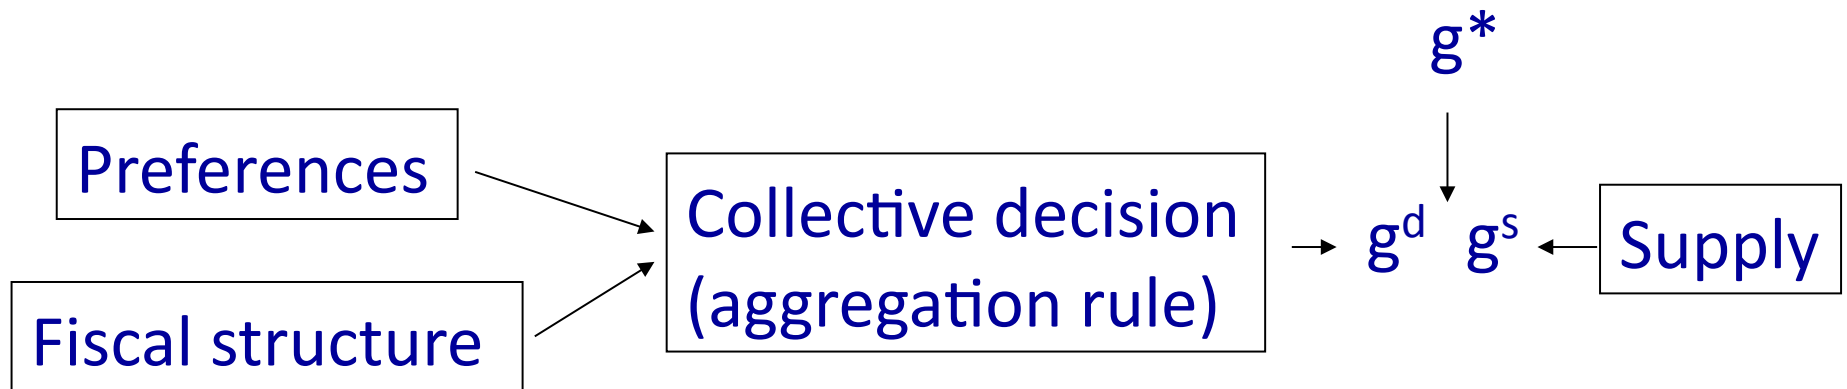 g*
Preferences
Collective decision
(aggregation rule)
g^d g^s
Supply
Fiscal structure